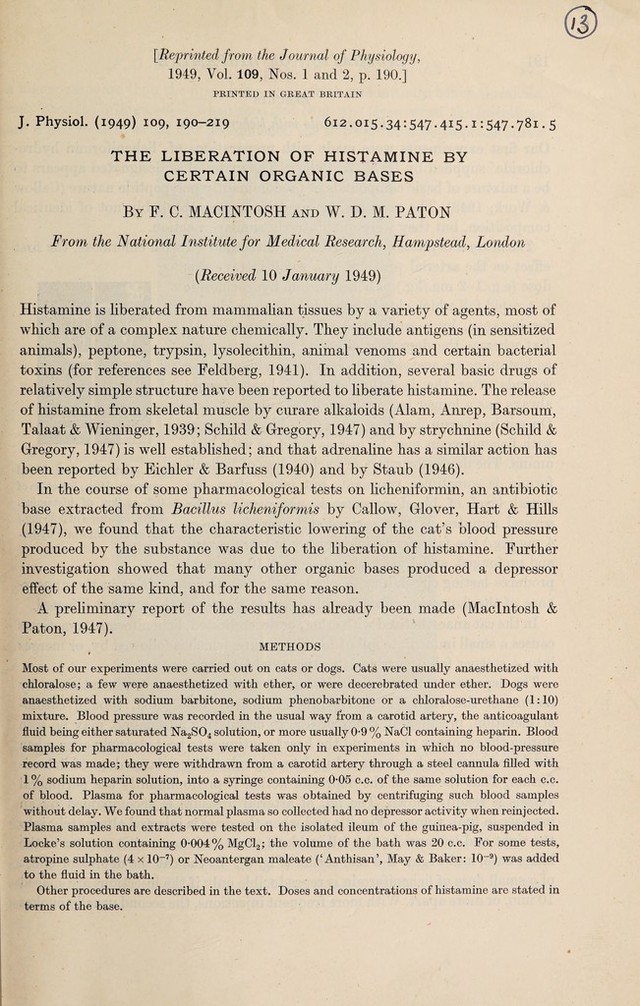 13
[Reprinted from the Journal of Physiology,
1949, Vol. 109, Nos. 1 and 2, p. 190.]
PRINTED IN GREAT BRITAIN
J. Physiol. (1949) 109, 190–219 612.015.34:547.415.1:547.781.5
THE LIBERATION OF HISTAMINE BY
CERTAIN ORGANIC BASES
By F. C. MACINTOSH AND W. D. M. PATON
From the National Institute for Medical Research, Hampstead, London
(Received 10 January 1949)
Histamine is liberated from mammalian tissues by a variety of agents, most of
which are of a complex nature chemically. They include antigens (in sensitized
animals), peptone, trypsin, lysolecithin, animal venoms and certain bacterial
toxins (for references see Feldberg, 1941). In addition, several basic drugs of
relatively simple structure have been reported to liberate histamine. The release
of histamine from skeletal muscle by curare alkaloids (Alam, Anrep, Barsoum,
Talaat & Wieninger, 1939; Schild & Gregory, 1947) and by strychnine (Schild &
Gregory, 1947) is well established; and that adrenaline has a similar action has
been reported by Eichler & Barfuss (1940) and by Staub (1946).
In the course of some pharmacological tests on licheniformin, an antibiotic
base extracted from Bacillus licheniformis by Callow, Glover, Hart & Hills
(1947), we found that the characteristic lowering of the cat's blood pressure
produced by the substance was due to the liberation of histamine. Further
investigation showed that many other organic bases produced a depressor
effect of the same kind, and for the same reason.
A preliminary report of the results has already been made (MacIntosh &
Paton, 1947).
METHODS
Most of our experiments were carried out on cats or dogs. Cats were usually anaesthetized with
chloralose; a few were anaesthetized with ether, or were decerebrated under ether. Dogs were
anaesthetized with sodium barbitone, sodium phenobarbitone or a chloralose-urethane (1:10)
mixture. Blood pressure was recorded in the usual way from a carotid artery, the anticoagulant
fluid being either saturated Na₂SO₄ solution, or more usually 0·9 % NaCl containing heparin. Blood
samples for pharmacological tests were taken only in experiments in which no blood-pressure
record was made; they were withdrawn from a carotid artery through a steel cannula filled with
1% sodium heparin solution, into a syringe containing 0·05 c.c. of the same solution for each c.c.
of blood. Plasma for pharmacological tests was obtained by centrifuging such blood samples
without delay. We found that normal plasma so collected had no depressor activity when reinjected.
Plasma samples and extracts were tested on the isolated ileum of the guinea-pig, suspended in
Locke's solution containing 0·004% MgCl₂; the volume of the bath was 20 c.c. For some tests,
atropine sulphate (4 × 10⁻⁷) or Neoantergan maleate ('Anthisan', May & Baker: 10⁻⁹) was added
to the fluid in the bath.
Other procedures are described in the text. Doses and concentrations of histamine are stated in
terms of the base.